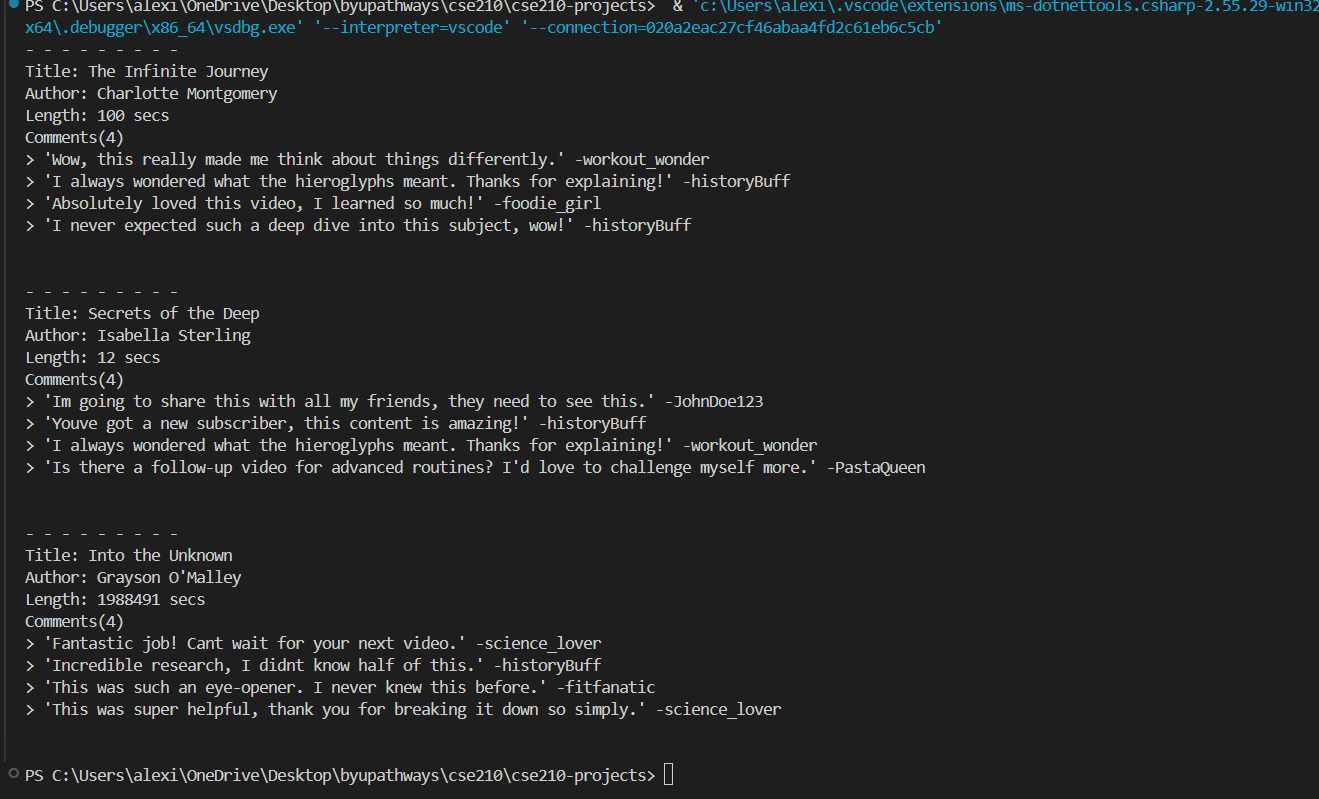 PS C:\Users\alexi\OneDrive\Desktop\byupathways\cse210\cse210-projects>  & 'c:\Users\alexi\.vscode\extensions\ms-dotnettools.csharp-2.55.29-win32
x64\.debugger\x86_64\vsdbg.exe' '--interpreter=vscode' '--connection=020a2eac27cf46abaa4fd2c61eb6c5cb'
- - - - - - - - -
Title: The Infinite Journey
Author: Charlotte Montgomery
Length: 100 secs
Comments(4)
> 'Wow, this really made me think about things differently.' -workout_wonder
> 'I always wondered what the hieroglyphs meant. Thanks for explaining!' -historyBuff
> 'Absolutely loved this video, I learned so much!' -foodie_girl
> 'I never expected such a deep dive into this subject, wow!' -historyBuff
- - - - - - - - -
Title: Secrets of the Deep
Author: Isabella Sterling
Length: 12 secs
Comments(4)
> 'Im going to share this with all my friends, they need to see this.' -JohnDoe123
> 'Youve got a new subscriber, this content is amazing!' -historyBuff
> 'I always wondered what the hieroglyphs meant. Thanks for explaining!' -workout_wonder
> 'Is there a follow-up video for advanced routines? I'd love to challenge myself more.' -PastaQueen
- - - - - - - - -
Title: Into the Unknown
Author: Grayson O'Malley
Length: 1988491 secs
Comments(4)
> 'Fantastic job! Cant wait for your next video.' -science_lover
> 'Incredible research, I didnt know half of this.' -historyBuff
> 'This was such an eye-opener. I never knew this before.' -fitfanatic
> 'This was super helpful, thank you for breaking it down so simply.' -science_lover
PS C:\Users\alexi\OneDrive\Desktop\byupathways\cse210\cse210-projects>